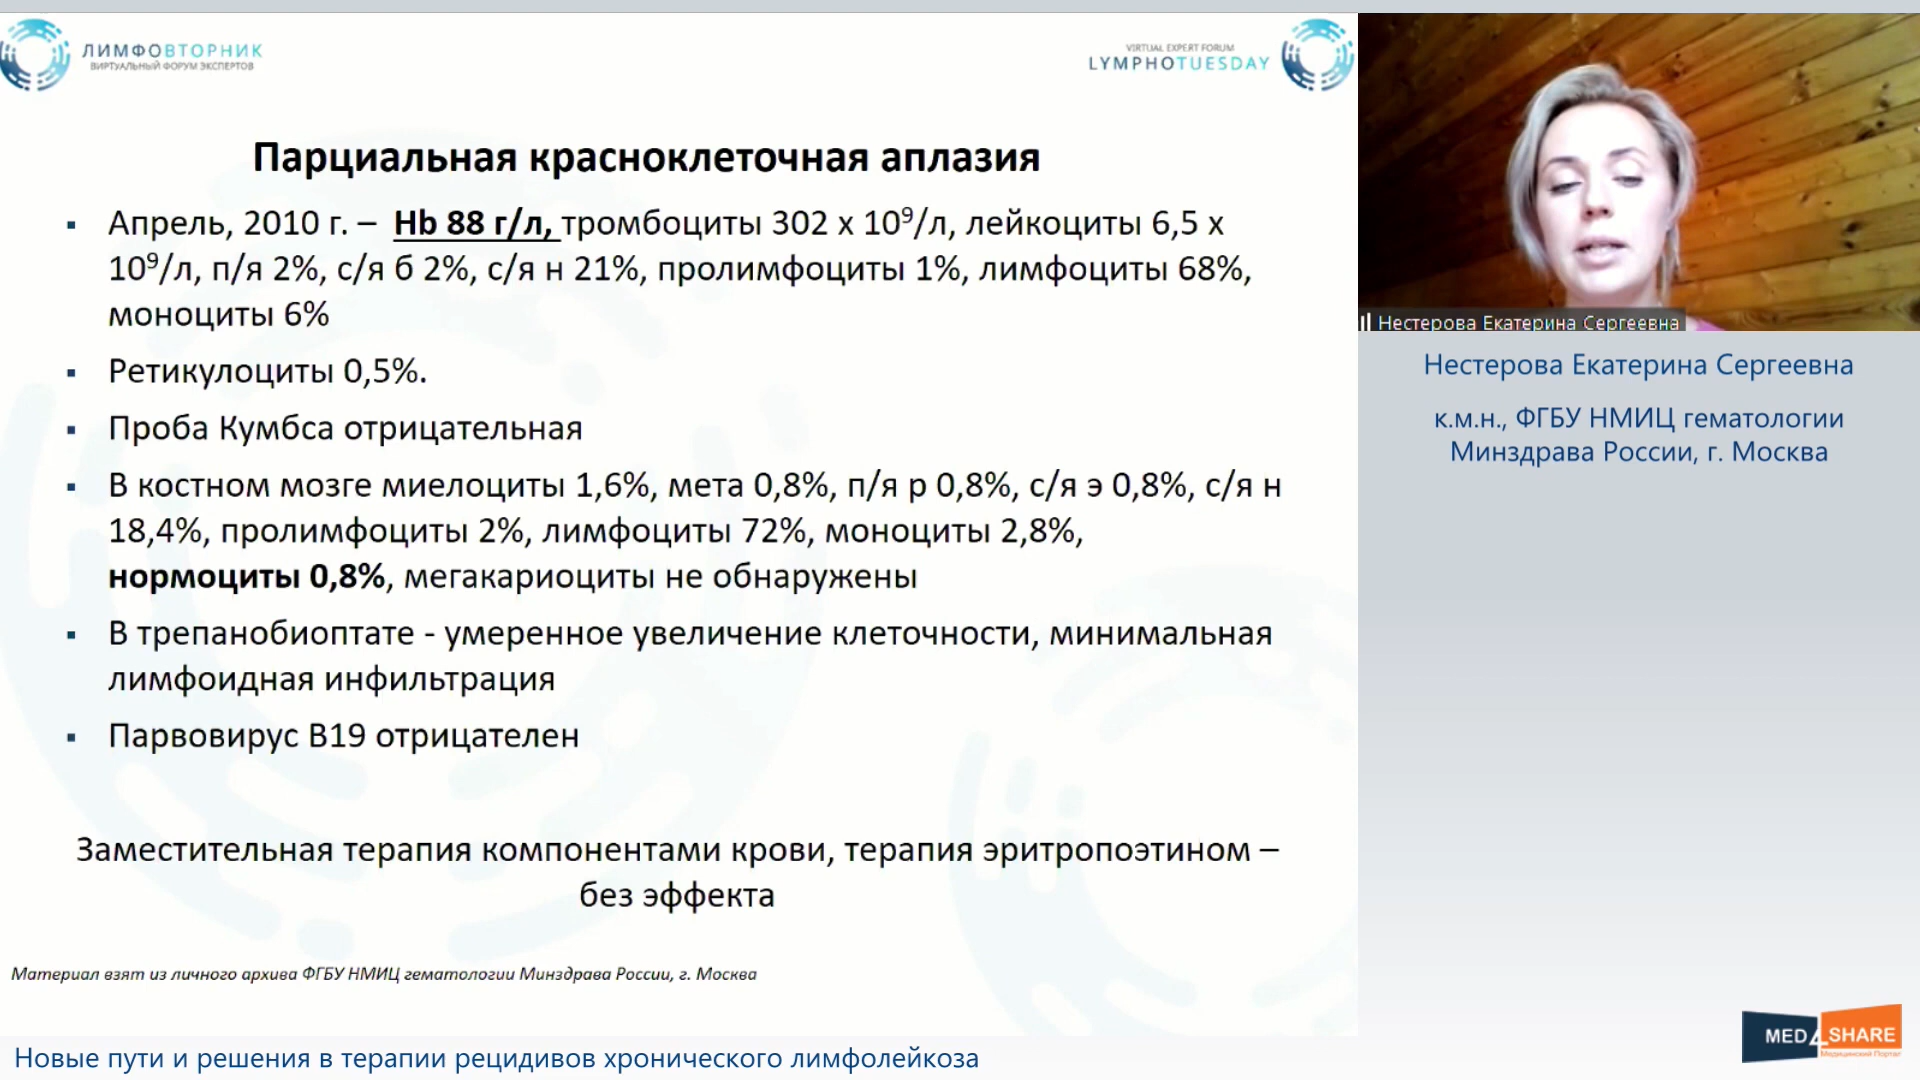 ЛИМФОВТОРНИК
ВИРТУАЛЬНЫЙ ФОРУМ ЭКСПЕРТОВ
VIRTUAL EXPERT FORUM
LYMPHOTUESDAY
Парциальная красноклеточная аплазия
▪ Апрель, 2010 г. – Hb 88 г/л, тромбоциты 302 х 10⁹/л, лейкоциты 6,5 х
10⁹/л, п/я 2%, с/я б 2%, с/я н 21%, пролимфоциты 1%, лимфоциты 68%,
моноциты 6%
▪ Ретикулоциты 0,5%.
▪ Проба Кумбса отрицательная
▪ В костном мозге миелоциты 1,6%, мета 0,8%, п/я р 0,8%, с/я э 0,8%, с/я н
18,4%, пролимфоциты 2%, лимфоциты 72%, моноциты 2,8%,
нормоциты 0,8%, мегакариоциты не обнаружены
▪ В трепанобиоптате - умеренное увеличение клеточности, минимальная
лимфоидная инфильтрация
▪ Парвовирус В19 отрицателен
Заместительная терапия компонентами крови, терапия эритропоэтином –
без эффекта
Материал взят из личного архива ФГБУ НМИЦ гематологии Минздрава России, г. Москва
Нестерова Екатерина Сергеевна
Нестерова Екатерина Сергеевна
к.м.н., ФГБУ НМИЦ гематологии
Минздрава России, г. Москва
MED4SHARE
Медицинский Портал
Новые пути и решения в терапии рецидивов хронического лимфолейкоза